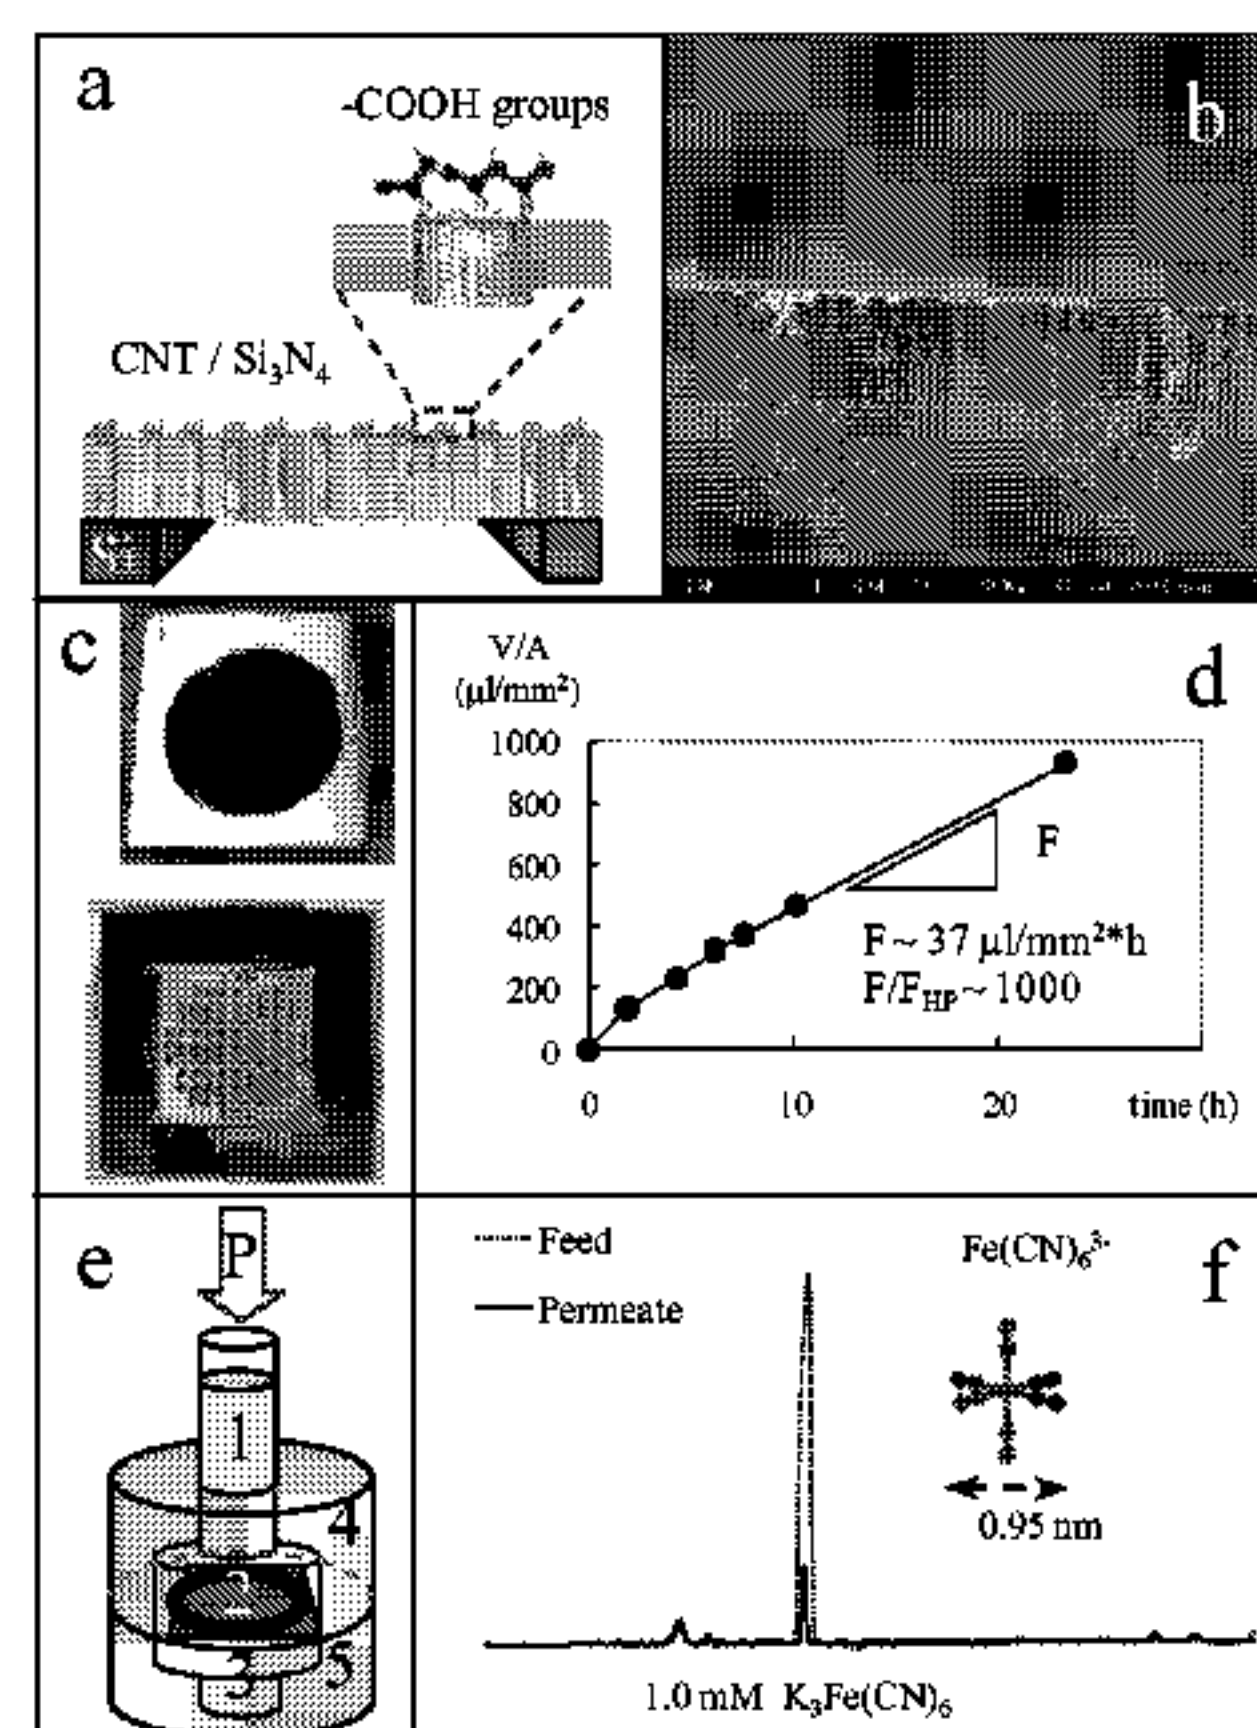 a
-COOH groups
CNT / Si₃N₄
Si
b
c
V/A
(μl/mm²)
d
1000
800
600
400
200
0
F
F ~ 37 μl/mm²*h
F/F_HP ~ 1000
0 10 20 time (h)
e
P
1
4
2
5
3
Feed
Permeate
Fe(CN)₆³⁻
f
0.95 nm
1.0 mM K₃Fe(CN)₆